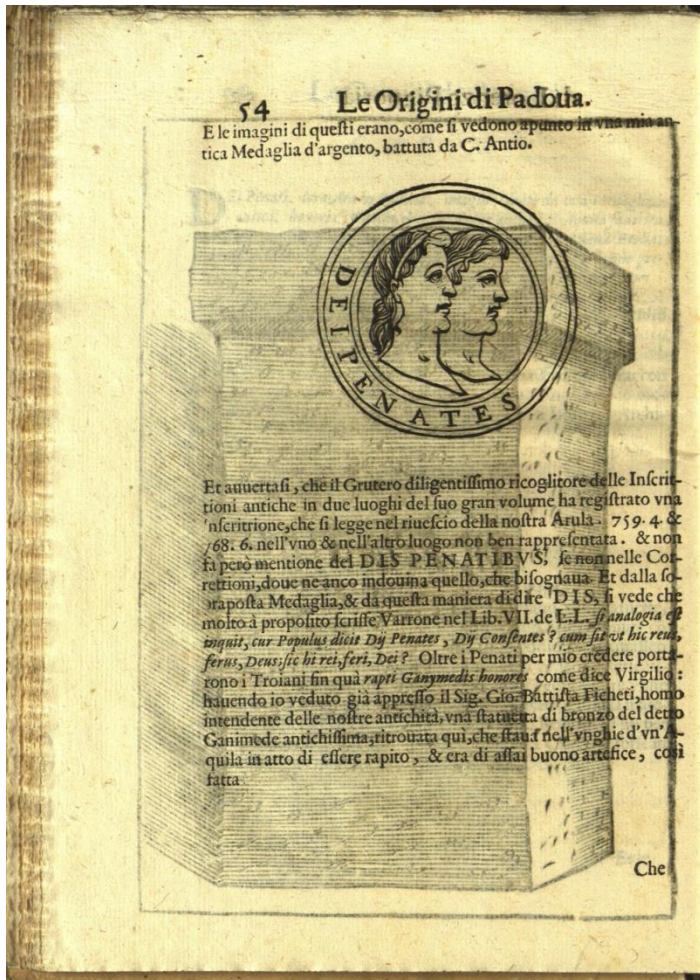 54 Le Origini di Padoua.
E le imagini di questi erano, come si vedono apunto in vna mia an-
tica Medaglia d'argento, battuta da C. Antio.
DEI PENATES
Et auuertasi, che il Grutero diligentissimo ricoglitore delle Inscrit-
tioni antiche in due luoghi del suo gran volume ha registrato vna
'nscrittione, che si legge nel riuescio della nostra Arula. 759. 4. &
768. 6. nell'vno & nell'altro luogo non ben rappresentata. & non
fa però mentione del DIS PENATIBVS, se non nelle Cor-
rettioni, doue ne anco indouina quello, che bisognaua. Et dalla so-
praposta Medaglia, & da questa maniera di dire DIS, si vede che
molto à proposito scrisse Varrone nel Lib. VII. de L.L. si analogia est
inquit, cur Populus dicit Dij Penates, Dij Consentes? cum sit vt hic reus,
ferus, Deus: sic hi rei, feri, Dei? Oltre i Penati per mio credere porta-
rono i Troiani fin quà rapti Ganymedis honores come dice Virgilio:
hauendo io veduto già appresso il Sig. Gio. Battista Ficheti, homo
intendente delle nostre antichità, vna statuetta di bronzo del detto
Ganimede antichissima, ritrouata quì, che staua nell'vnghie d'vn'A-
quila in atto di essere rapito, & era di assai buono artefice, così
fatta
Che